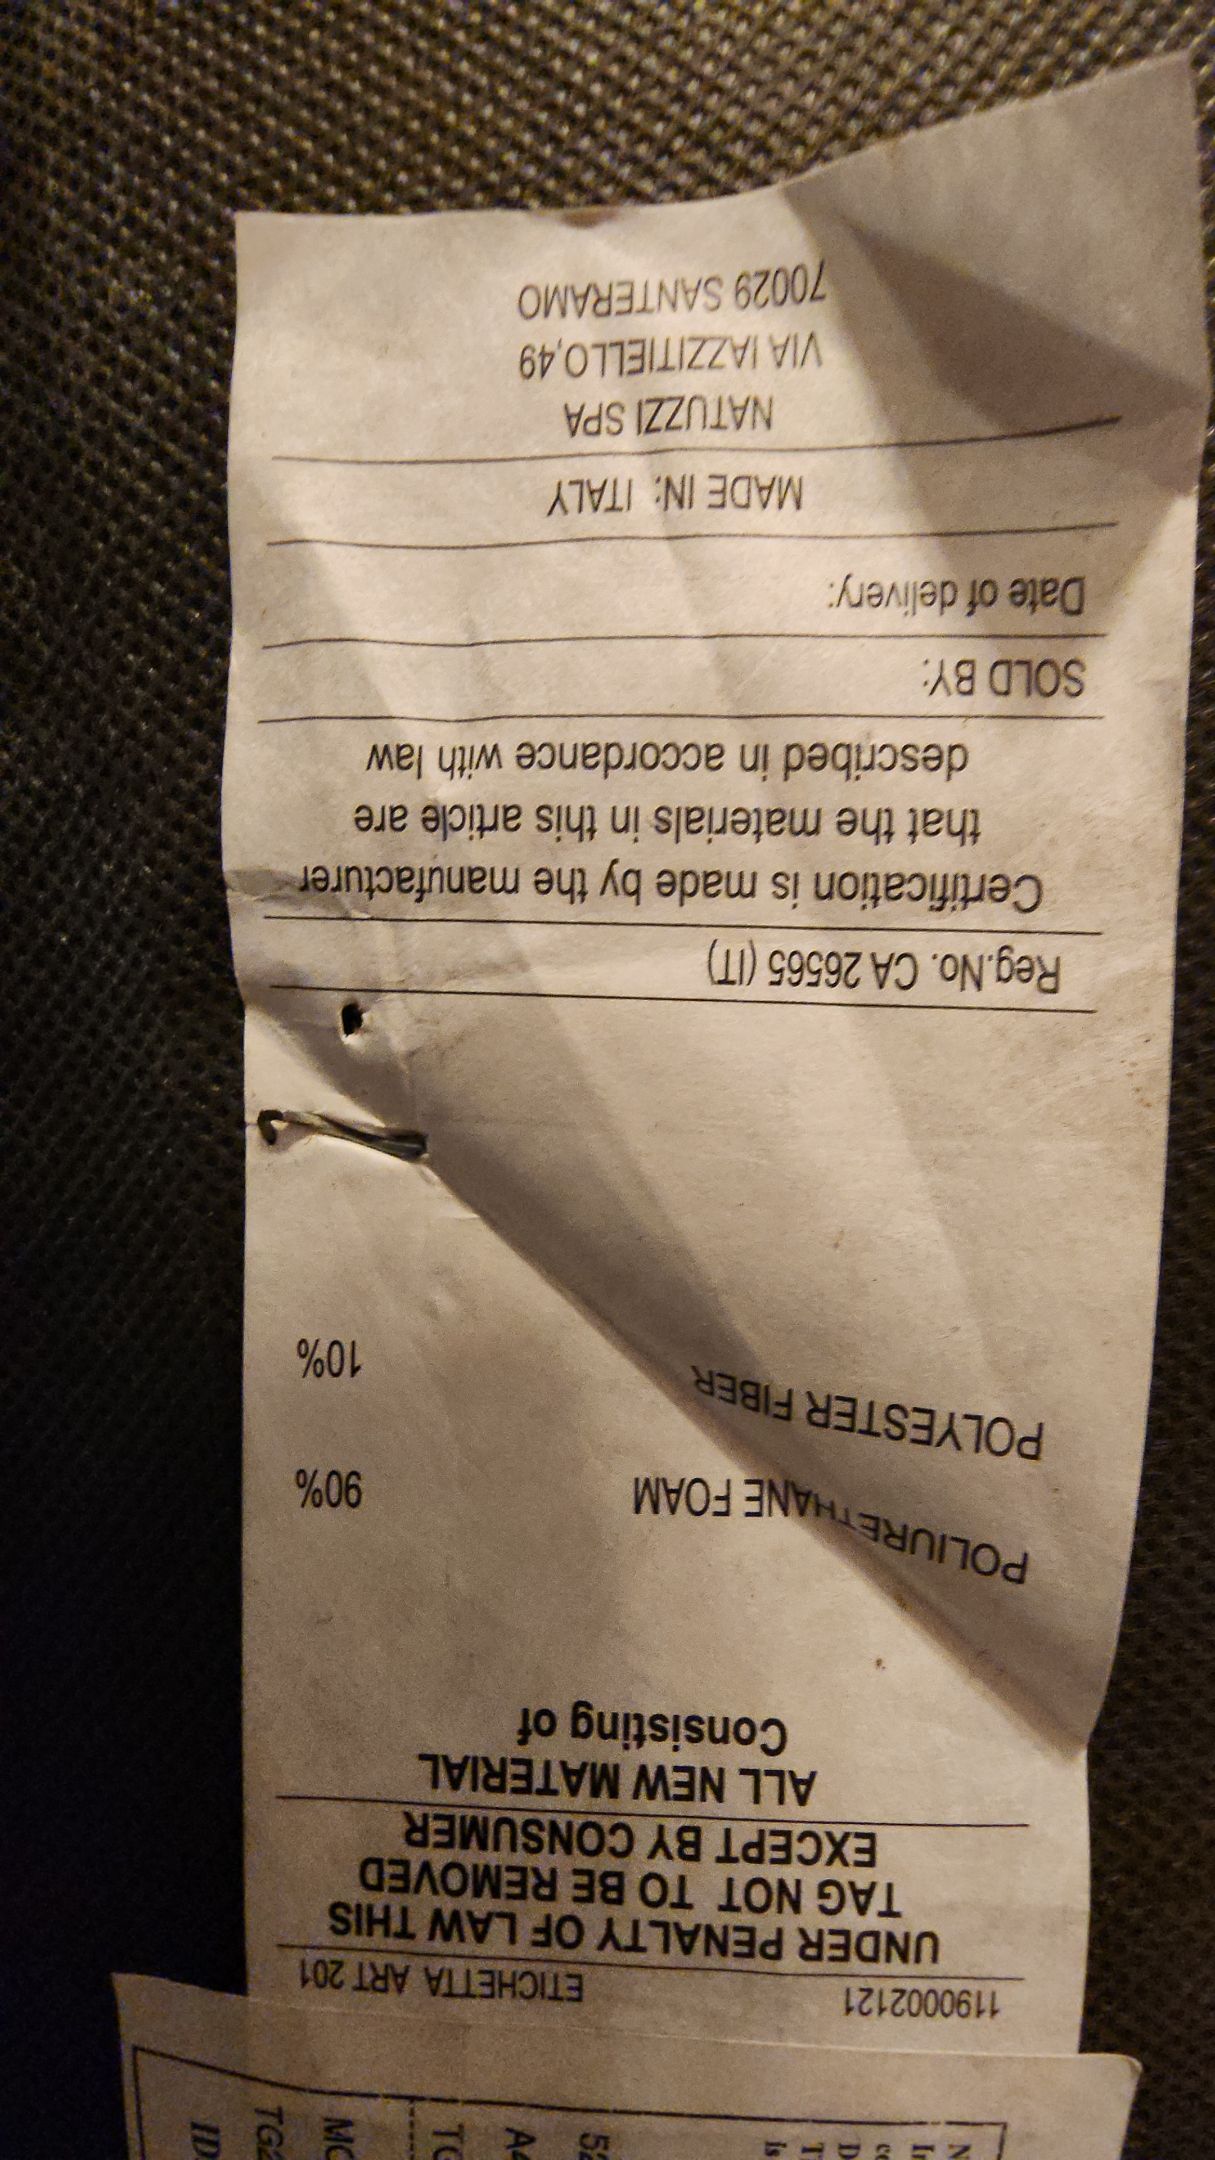 1190002121 ETICHETTA ART 201
UNDER PENALTY OF LAW THIS
TAG NOT TO BE REMOVED
EXCEPT BY CONSUMER
ALL NEW MATERIAL
Consisting of
POLIURETHANE FOAM 90%
POLYESTER FIBER 10%
Reg.No. CA 26565 (IT)
Certification is made by the manufacturer
that the materials in this article are
described in accordance with law
SOLD BY:
Date of delivery:
MADE IN: ITALY
NATUZZI SPA
VIA IAZZITIELLO,49
70029 SANTERAMO